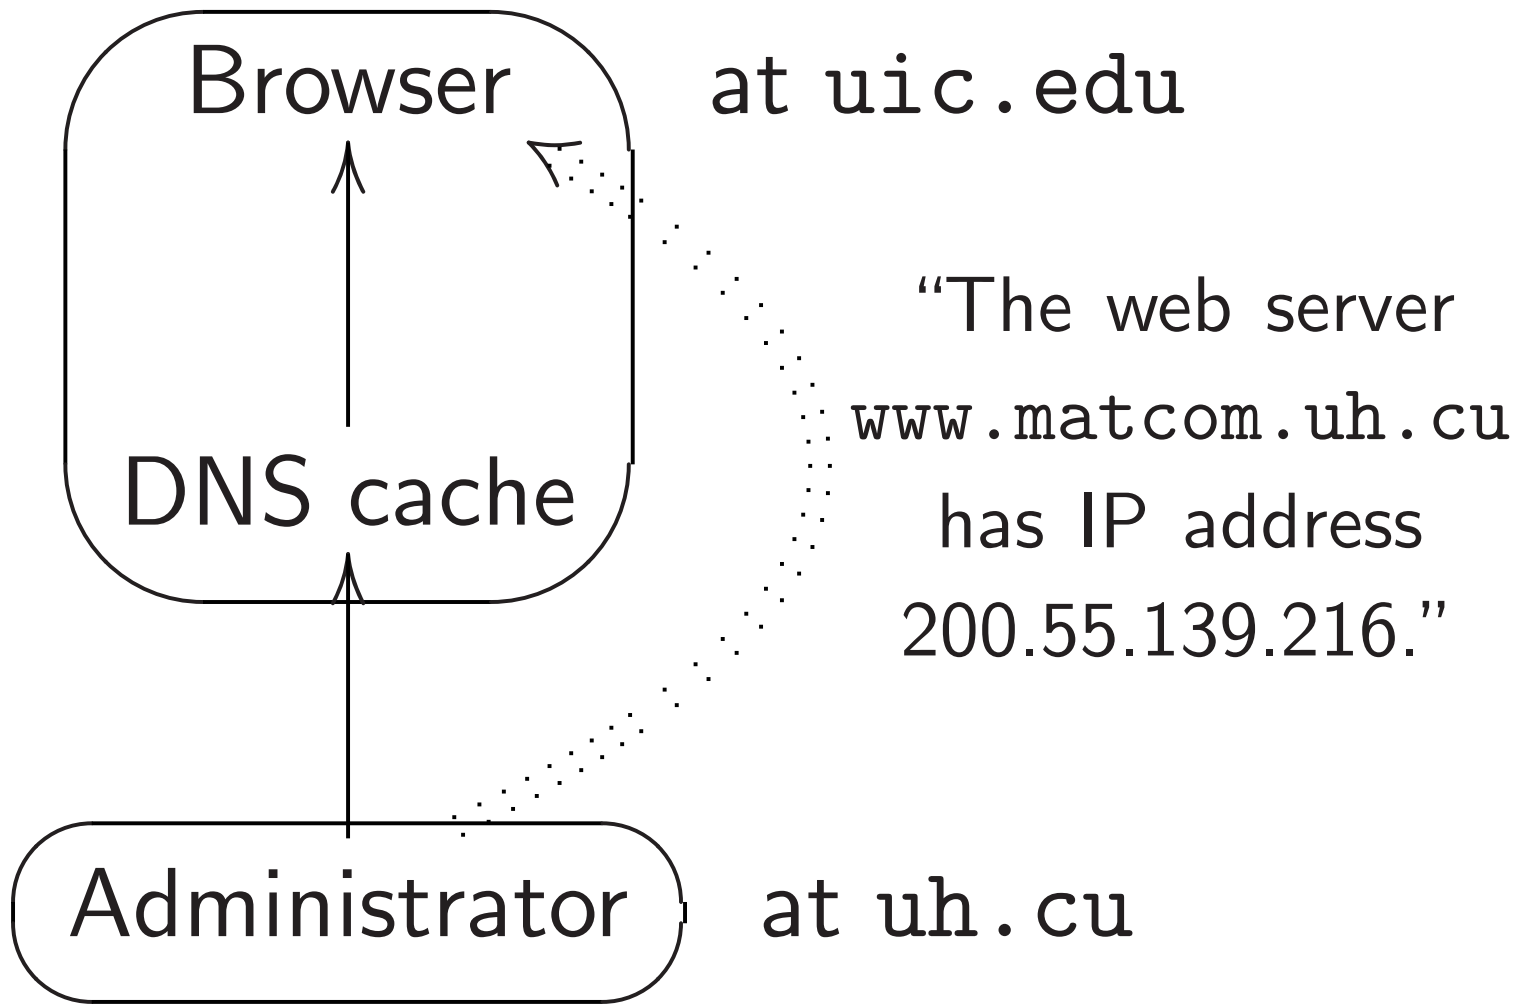 Browser at uic.edu
“The web server
www.matcom.uh.cu
DNS cache
has IP address
200.55.139.216.”
Administrator at uh.cu